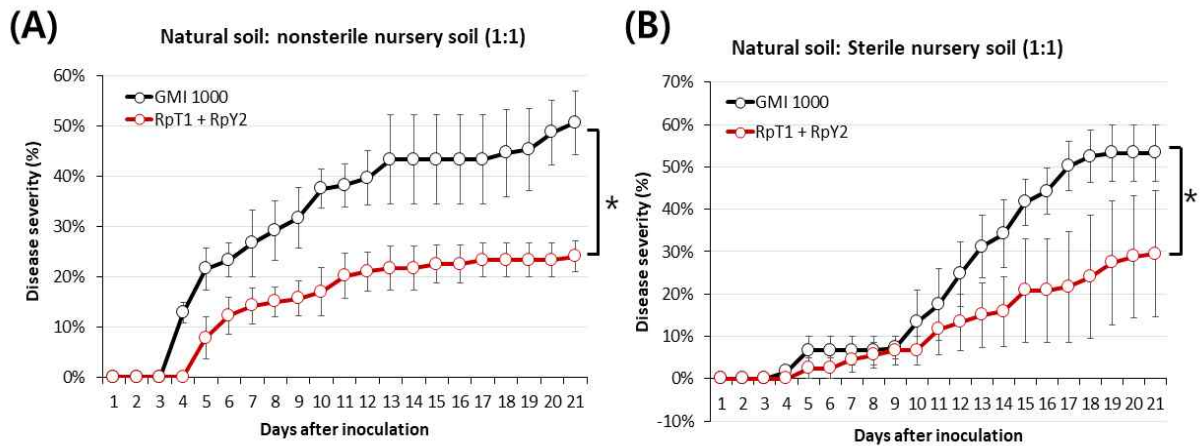 (A)
Natural soil: nonsterile nursery soil (1:1)
60%
50%
40%
30%
20%
10%
0%
Disease severity (%)
GMI 1000
RpT1 + RpY2
*
1 2 3 4 5 6 7 8 9 10 11 12 13 14 15 16 17 18 19 20 21
Days after inoculation
(B)
Natural soil: Sterile nursery soil (1:1)
70%
60%
50%
40%
30%
20%
10%
0%
-10%
Disease severity (%)
GMI 1000
RpT1 + RpY2
*
1 2 3 4 5 6 7 8 9 10 11 12 13 14 15 16 17 18 19 20 21
Days after inoculation